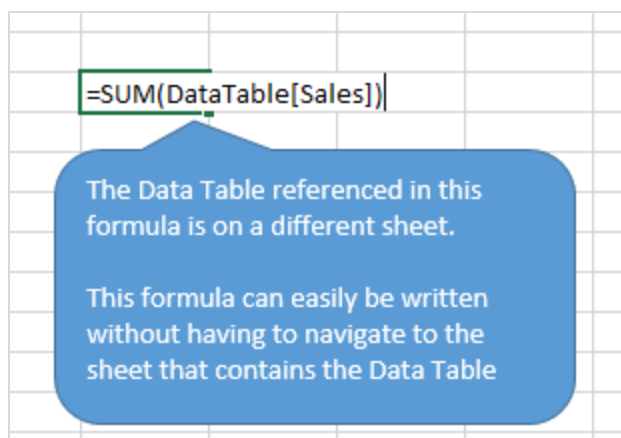 =SUM(DataTable[Sales])
The Data Table referenced in this
formula is on a different sheet.
This formula can easily be written
without having to navigate to the
sheet that contains the Data Table